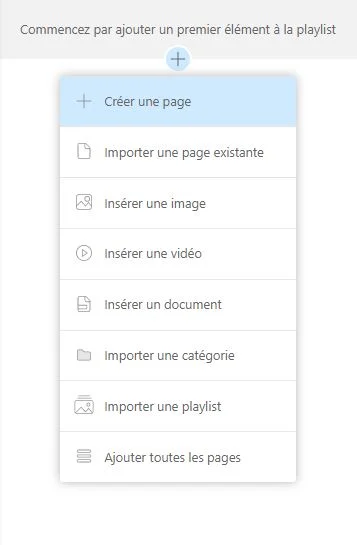 Commencez par ajouter un premier élément à la playlist
Créer une page
Importer une page existante
Insérer une image
Insérer une vidéo
Insérer un document
Importer une catégorie
Importer une playlist
Ajouter toutes les pages